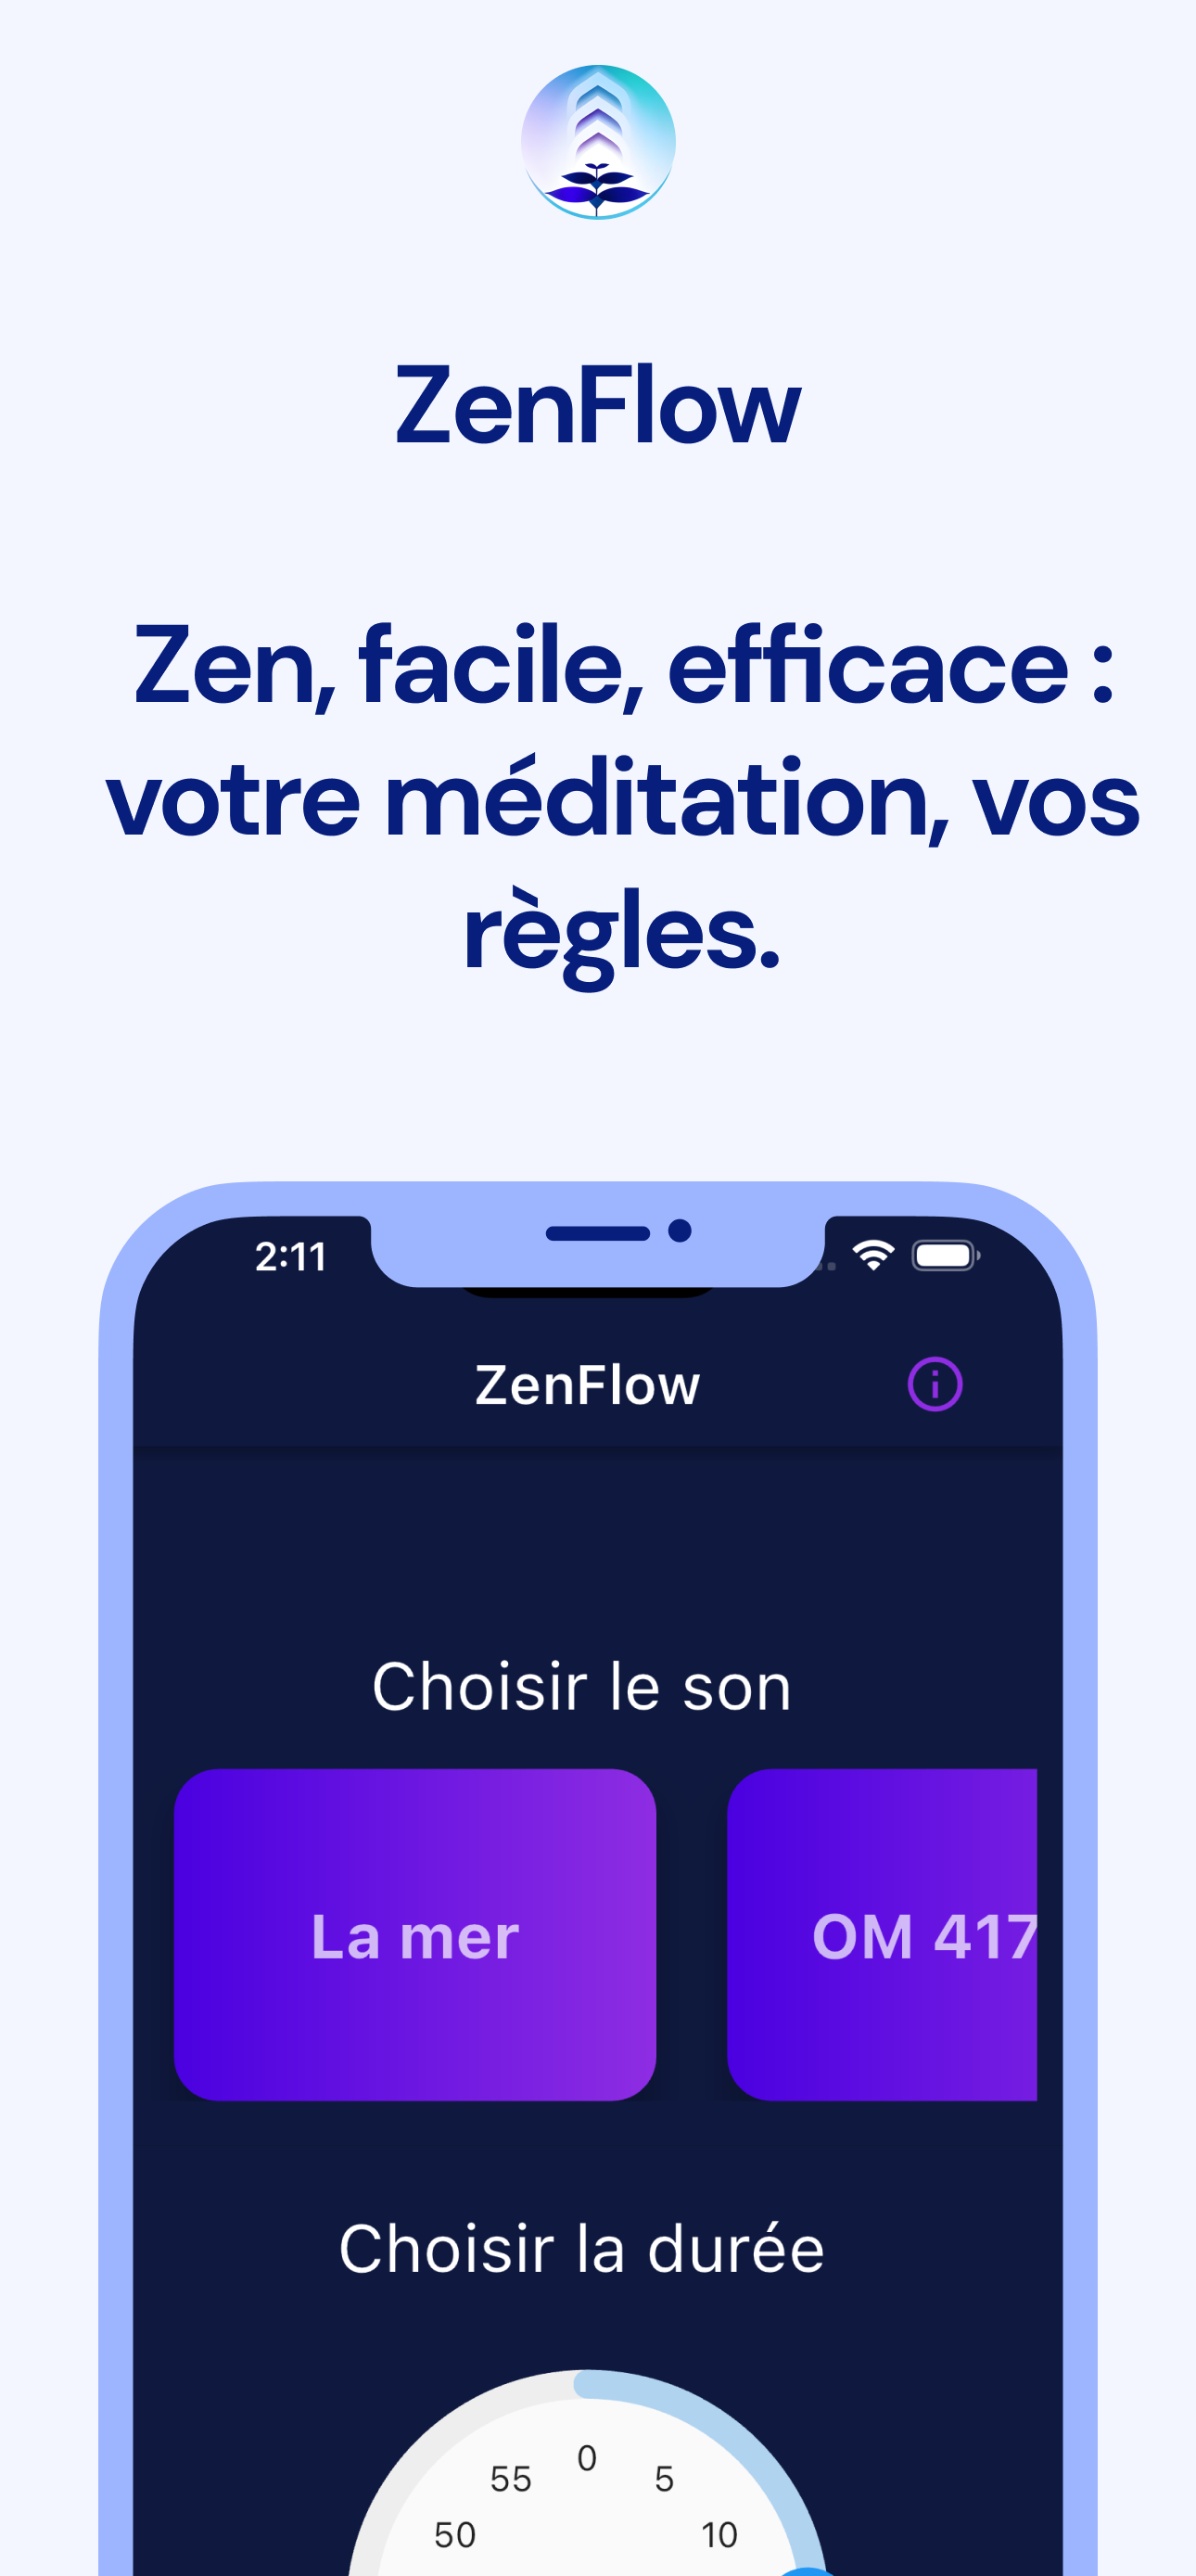 ZenFlow
Zen, facile, efficace :
votre méditation, vos
règles.
2:11
ZenFlow
Choisir le son
La mer
OM 417
Choisir la durée
0
55
5
50
10